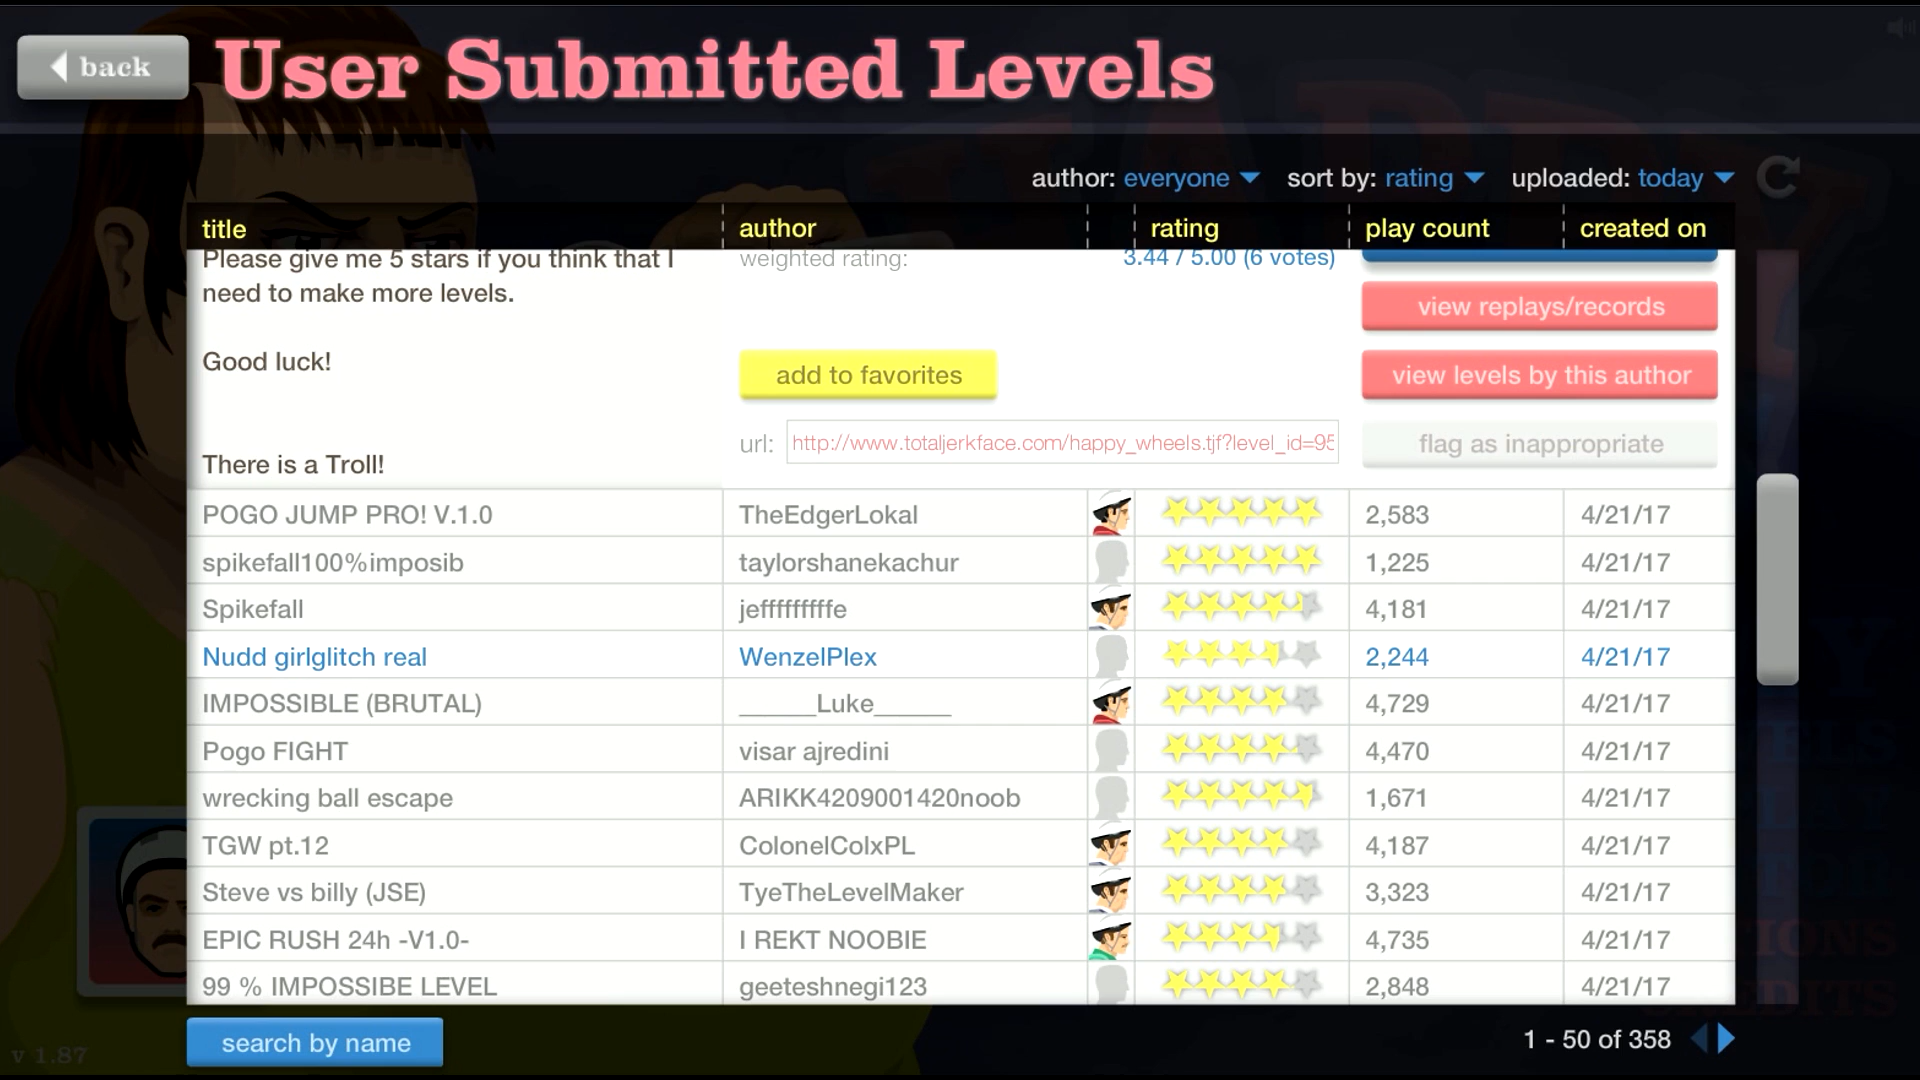 back
User Submitted Levels
author: everyone sort by: rating uploaded: today
title author rating play count created on
Please give me 5 stars if you think that I weighted rating: 3.44 / 5.00 (6 votes)
need to make more levels.
view replays/records
Good luck!
add to favorites view levels by this author
url: http://www.totaljerkface.com/happy_wheels.tjf?level_id=95 flag as inappropriate
There is a Troll!
POGO JUMP PRO! V.1.0 TheEdgerLokal 2,583 4/21/17
spikefall100%imposib taylorshanekachur 1,225 4/21/17
Spikefall jefffffffffe 4,181 4/21/17
Nudd girlglitch real WenzelPlex 2,244 4/21/17
IMPOSSIBLE (BRUTAL) ______Luke______ 4,729 4/21/17
Pogo FIGHT visar ajredini 4,470 4/21/17
wrecking ball escape ARIKK4209001420noob 1,671 4/21/17
TGW pt.12 ColonelColxPL 4,187 4/21/17
Steve vs billy (JSE) TyeTheLevelMaker 3,323 4/21/17
EPIC RUSH 24h -V1.0- I REKT NOOBIE 4,735 4/21/17
99 % IMPOSSIBE LEVEL geeteshnegi123 2,848 4/21/17
search by name 1 - 50 of 358
v 1.87